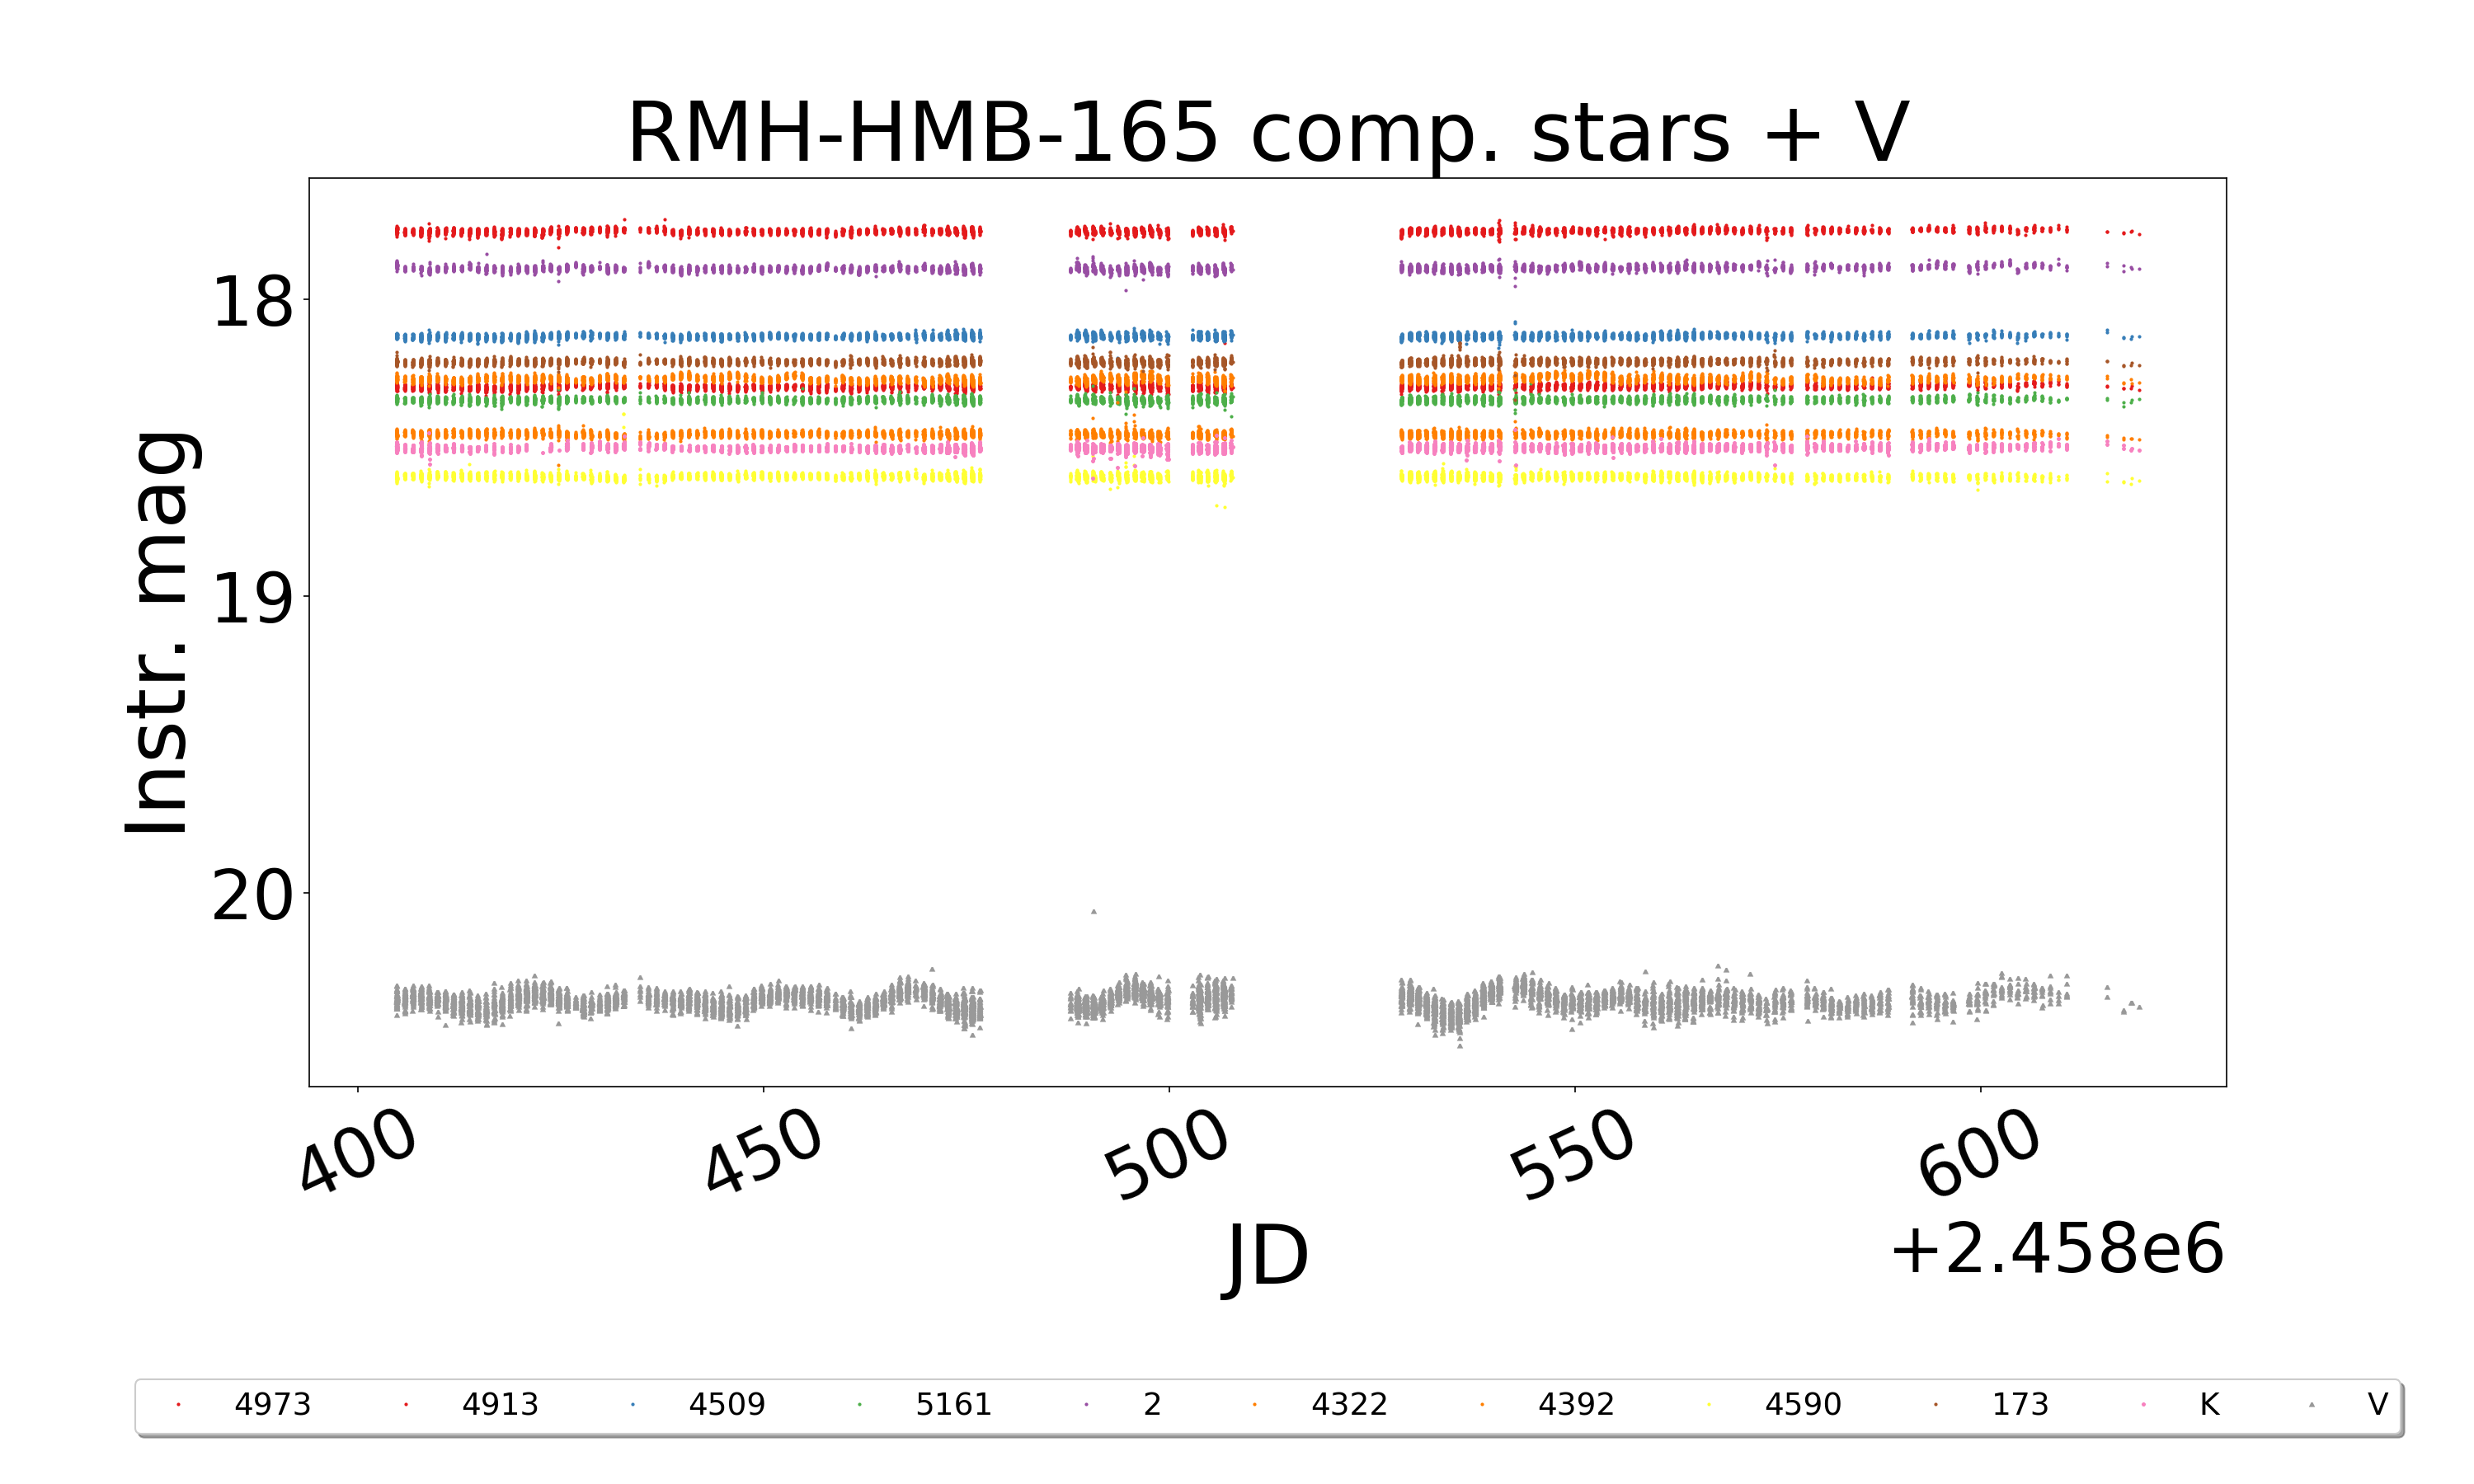 RMH-HMB-165 comp. stars + V
Instr. mag
18
19
20
400 450 500 550 600
JD
+2.458e6
4973 4913 4509 5161 2 4322 4392 4590 173 K V